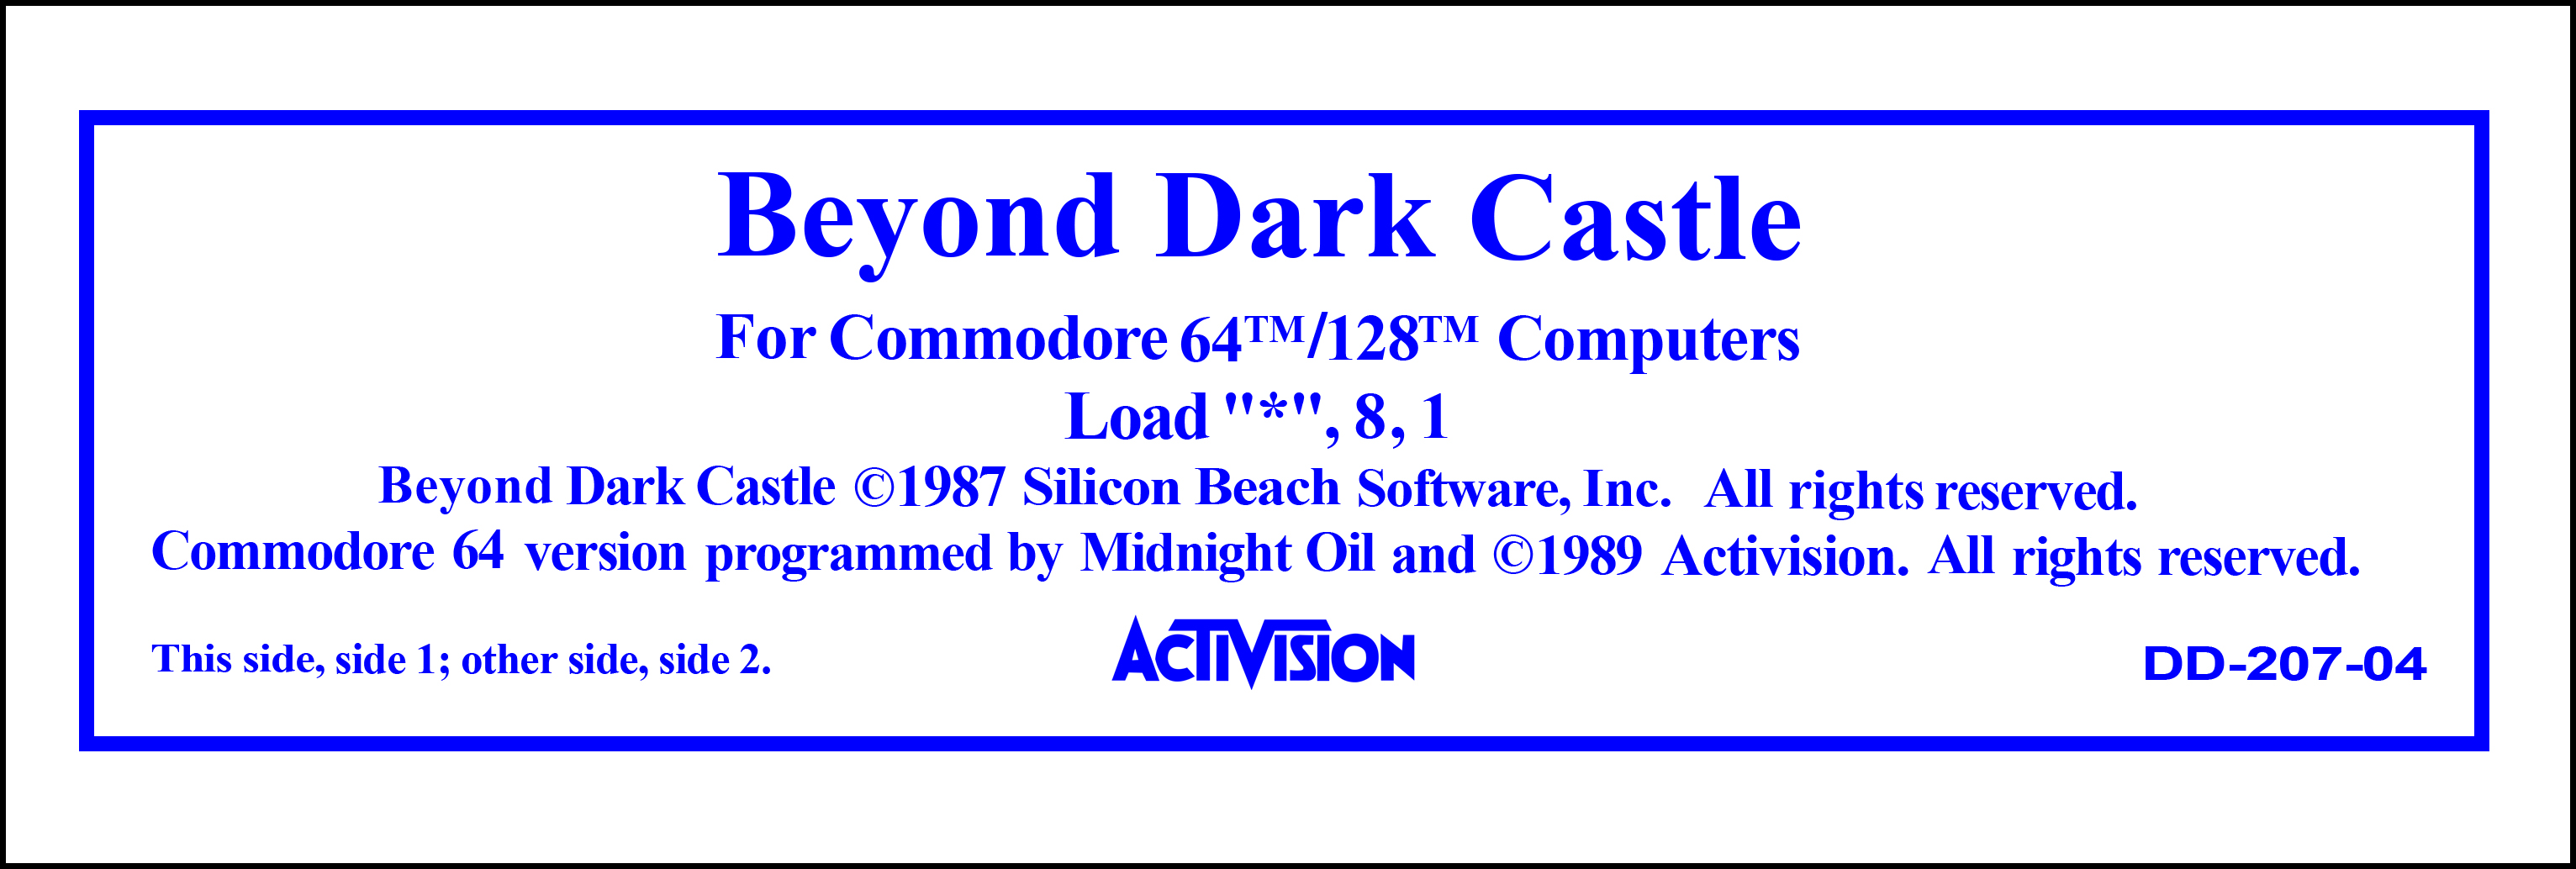 Beyond Dark Castle
For Commodore 64™/128™ Computers
Load "*", 8, 1
Beyond Dark Castle ©1987 Silicon Beach Software, Inc. All rights reserved.
Commodore 64 version programmed by Midnight Oil and ©1989 Activision. All rights reserved.
This side, side 1; other side, side 2. ACTIVISION DD-207-04